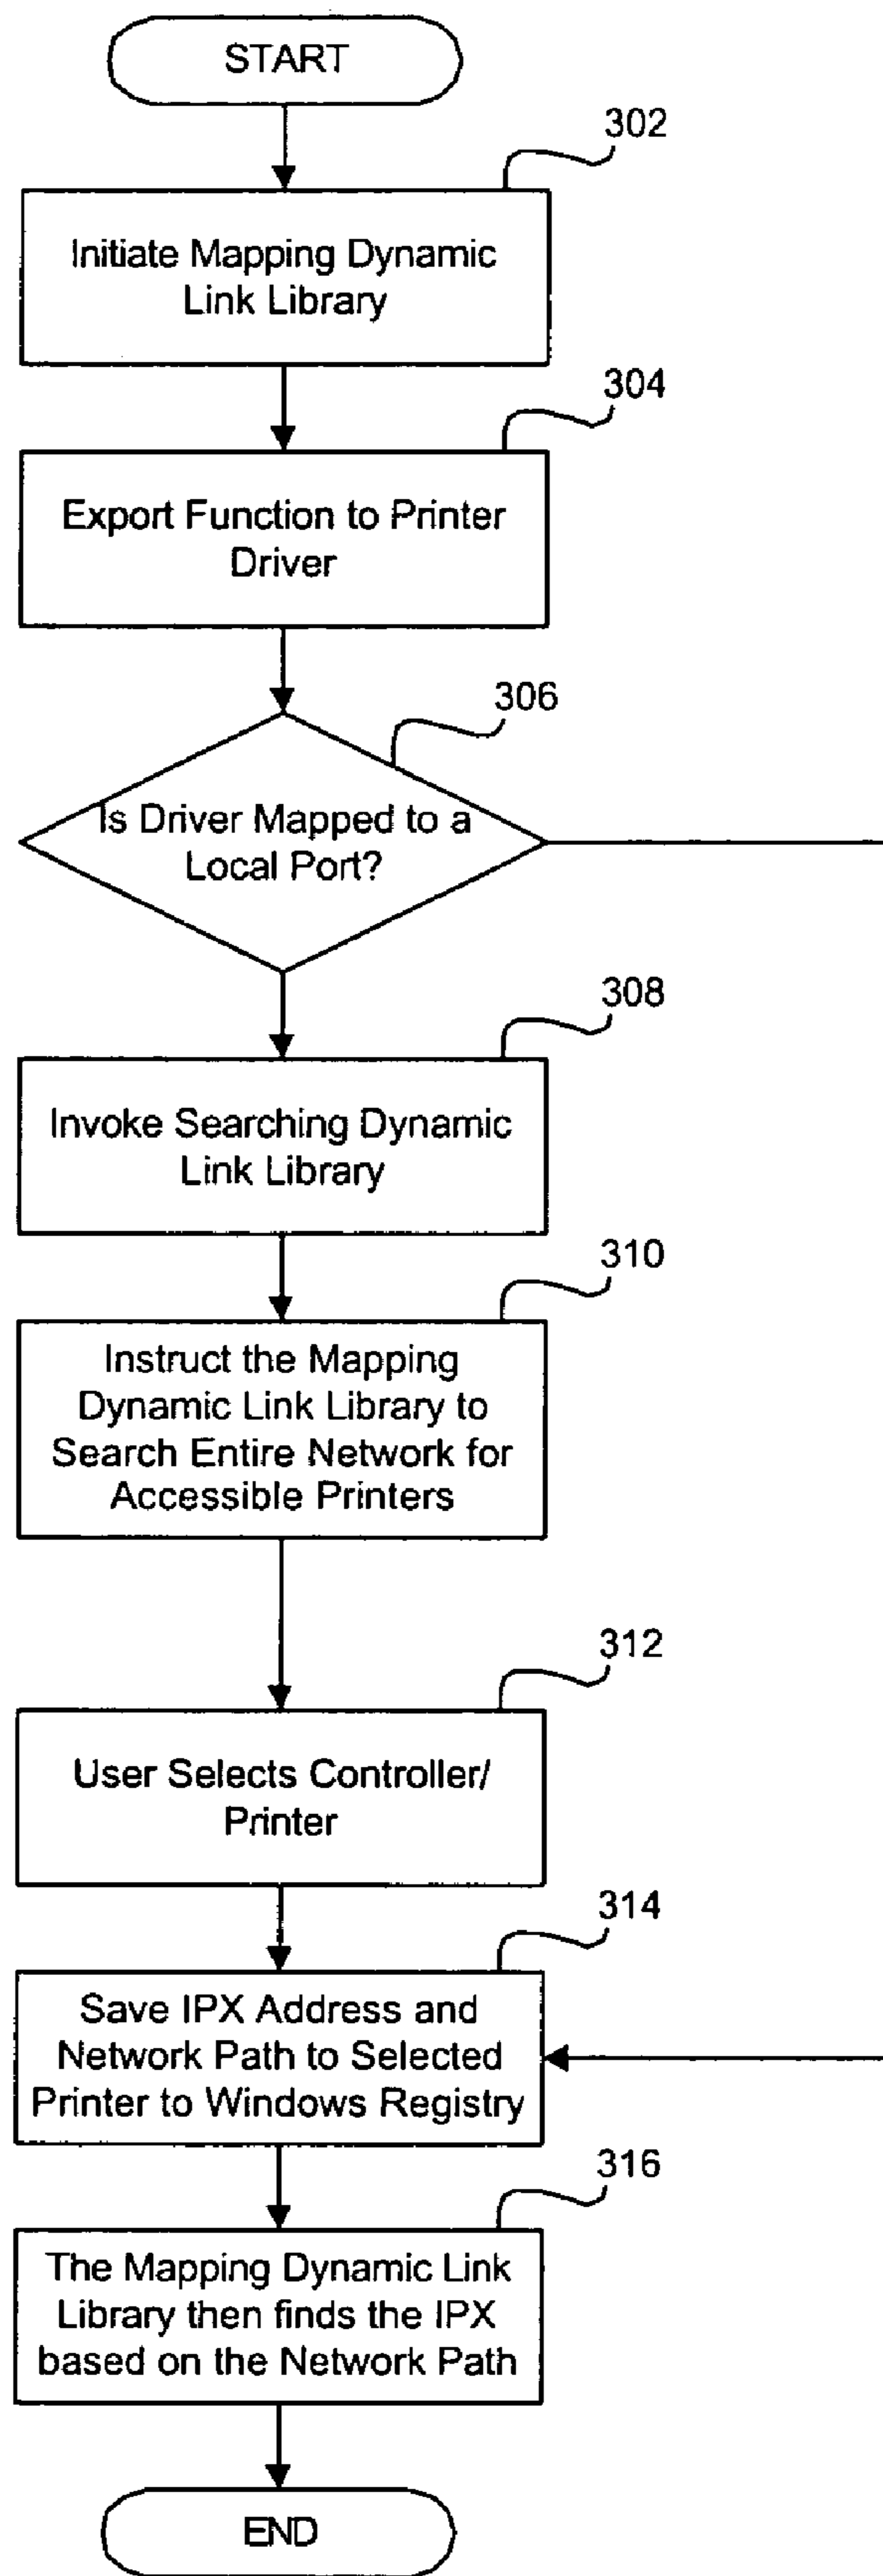 START
302
Initiate Mapping Dynamic
Link Library
304
Export Function to Printer
Driver
306
Is Driver Mapped to a
Local Port?
308
Invoke Searching Dynamic
Link Library
310
Instruct the Mapping
Dynamic Link Library to
Search Entire Network for
Accessible Printers
312
User Selects Controller/
Printer
314
Save IPX Address and
Network Path to Selected
Printer to Windows Registry
316
The Mapping Dynamic Link
Library then finds the IPX
based on the Network Path
END